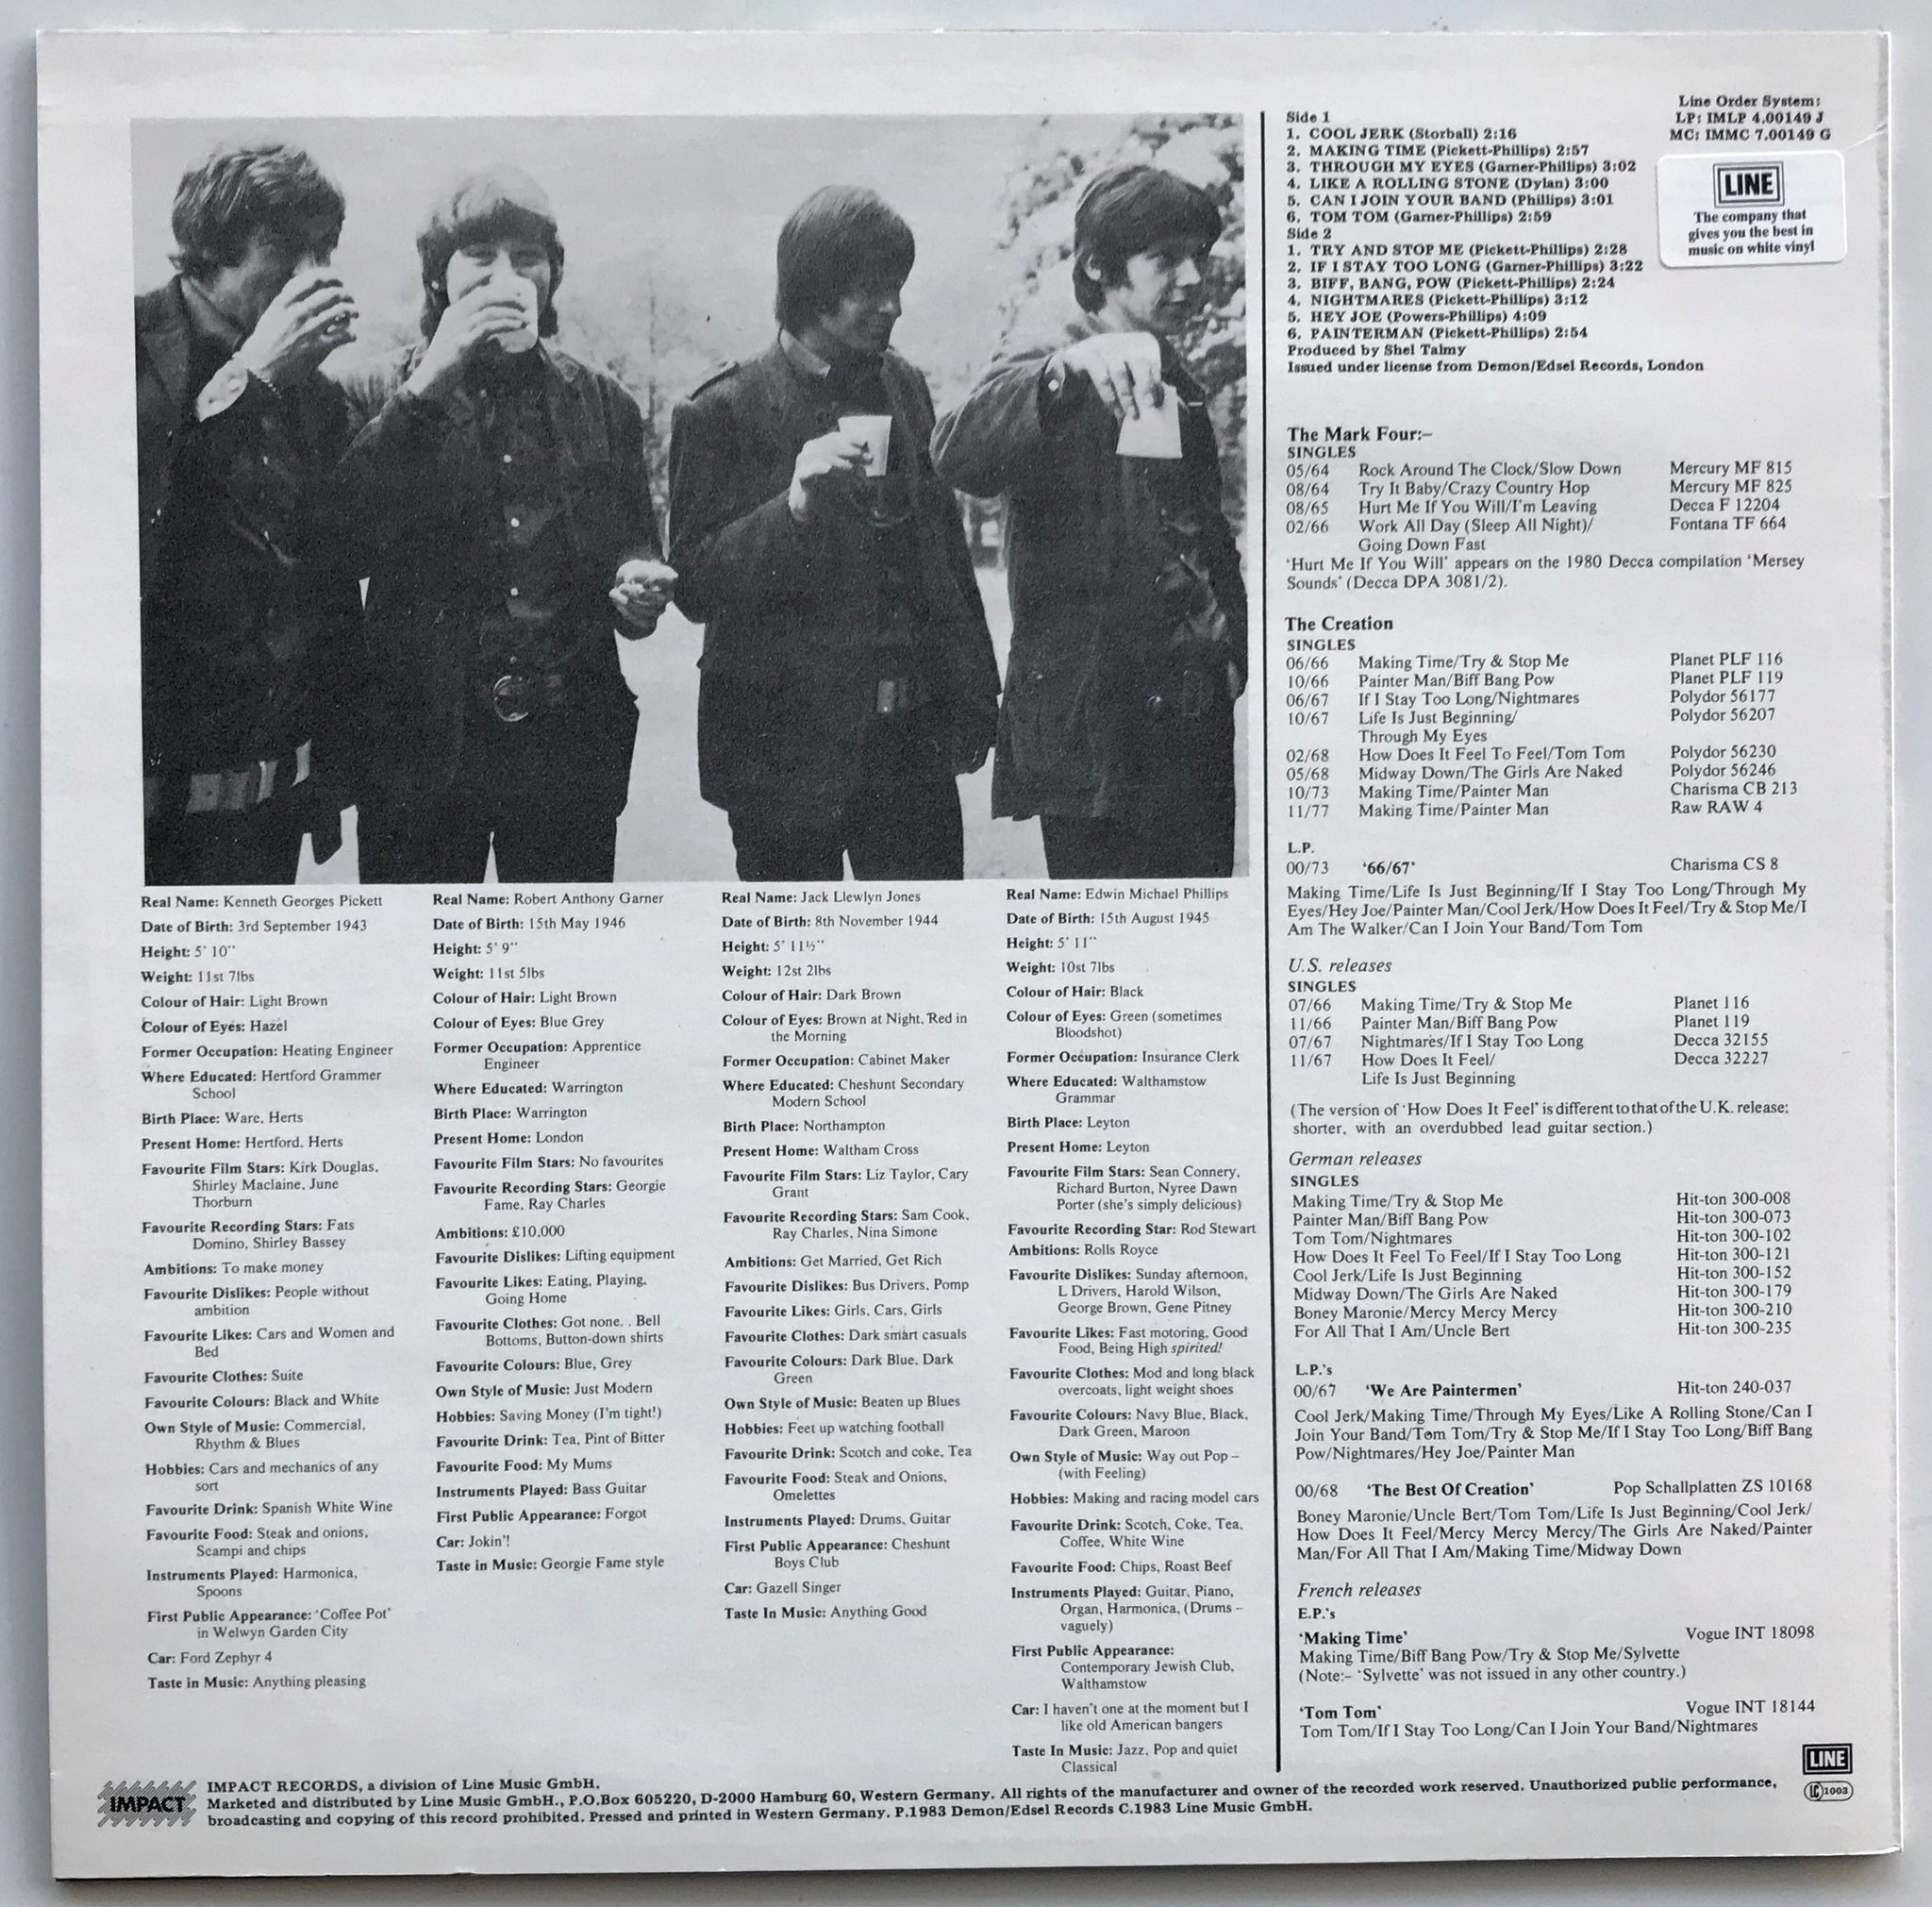 Line Order System:
LP: IMLP 4.00149 J
MC: IMMC 7.00149 G
LINE
The company that
gives you the best in
music on white vinyl
Side 1
1. COOL JERK (Storball) 2:16
2. MAKING TIME (Pickett-Phillips) 2:57
3. THROUGH MY EYES (Garner-Phillips) 3:02
4. LIKE A ROLLING STONE (Dylan) 3:00
5. CAN I JOIN YOUR BAND (Phillips) 3:01
6. TOM TOM (Garner-Phillips) 2:59
Side 2
1. TRY AND STOP ME (Pickett-Phillips) 2:28
2. IF I STAY TOO LONG (Garner-Phillips) 3:22
3. BIFF, BANG, POW (Pickett-Phillips) 2:24
4. NIGHTMARES (Pickett-Phillips) 3:12
5. HEY JOE (Powers-Phillips) 4:09
6. PAINTERMAN (Pickett-Phillips) 2:54
Produced by Shel Talmy
Issued under license from Demon/Edsel Records, London
The Mark Four:–
SINGLES
05/64 Rock Around The Clock/Slow Down Mercury MF 815
08/64 Try It Baby/Crazy Country Hop Mercury MF 825
08/65 Hurt Me If You Will/I'm Leaving Decca F 12204
02/66 Work All Day (Sleep All Night)/ Fontana TF 664
Going Down Fast
'Hurt Me If You Will' appears on the 1980 Decca compilation 'Mersey
Sounds' (Decca DPA 3081/2).
The Creation
SINGLES
06/66 Making Time/Try & Stop Me Planet PLF 116
10/66 Painter Man/Biff Bang Pow Planet PLF 119
06/67 If I Stay Too Long/Nightmares Polydor 56177
10/67 Life Is Just Beginning/ Polydor 56207
Through My Eyes
02/68 How Does It Feel To Feel/Tom Tom Polydor 56230
05/68 Midway Down/The Girls Are Naked Polydor 56246
10/73 Making Time/Painter Man Charisma CB 213
11/77 Making Time/Painter Man Raw RAW 4
L.P.
00/73 '66/67' Charisma CS 8
Making Time/Life Is Just Beginning/If I Stay Too Long/Through My
Eyes/Hey Joe/Painter Man/Cool Jerk/How Does It Feel/Try & Stop Me/I
Am The Walker/Can I Join Your Band/Tom Tom
U.S. releases
SINGLES
07/66 Making Time/Try & Stop Me Planet 116
11/66 Painter Man/Biff Bang Pow Planet 119
07/67 Nightmares/If I Stay Too Long Decca 32155
11/67 How Does It Feel/ Decca 32227
Life Is Just Beginning
(The version of 'How Does It Feel' is different to that of the U.K. release;
shorter, with an overdubbed lead guitar section.)
German releases
SINGLES
Making Time/Try & Stop Me Hit-ton 300-008
Painter Man/Biff Bang Pow Hit-ton 300-073
Tom Tom/Nightmares Hit-ton 300-102
How Does It Feel To Feel/If I Stay Too Long Hit-ton 300-121
Cool Jerk/Life Is Just Beginning Hit-ton 300-152
Midway Down/The Girls Are Naked Hit-ton 300-179
Boney Maronie/Mercy Mercy Mercy Hit-ton 300-210
For All That I Am/Uncle Bert Hit-ton 300-235
L.P.'s
00/67 'We Are Paintermen' Hit-ton 240-037
Cool Jerk/Making Time/Through My Eyes/Like A Rolling Stone/Can I
Join Your Band/Tom Tom/Try & Stop Me/If I Stay Too Long/Biff Bang
Pow/Nightmares/Hey Joe/Painter Man
00/68 'The Best Of Creation' Pop Schallplatten ZS 10168
Boney Maronie/Uncle Bert/Tom Tom/Life Is Just Beginning/Cool Jerk/
How Does It Feel/Mercy Mercy Mercy/The Girls Are Naked/Painter
Man/For All That I Am/Making Time/Midway Down
French releases
E.P.'s
'Making Time' Vogue INT 18098
Making Time/Biff Bang Pow/Try & Stop Me/Sylvette
(Note:– 'Sylvette' was not issued in any other country.)
'Tom Tom' Vogue INT 18144
Tom Tom/If I Stay Too Long/Can I Join Your Band/Nightmares
Real Name: Kenneth Georges Pickett
Date of Birth: 3rd September 1943
Height: 5' 10"
Weight: 11st 7lbs
Colour of Hair: Light Brown
Colour of Eyes: Hazel
Former Occupation: Heating Engineer
Where Educated: Hertford Grammer
School
Birth Place: Ware, Herts
Present Home: Hertford, Herts
Favourite Film Stars: Kirk Douglas,
Shirley Maclaine, June
Thorburn
Favourite Recording Stars: Fats
Domino, Shirley Bassey
Ambitions: To make money
Favourite Dislikes: People without
ambition
Favourite Likes: Cars and Women and
Bed
Favourite Clothes: Suite
Favourite Colours: Black and White
Own Style of Music: Commercial,
Rhythm & Blues
Hobbies: Cars and mechanics of any
sort
Favourite Drink: Spanish White Wine
Favourite Food: Steak and onions,
Scampi and chips
Instruments Played: Harmonica,
Spoons
First Public Appearance: 'Coffee Pot'
in Welwyn Garden City
Car: Ford Zephyr 4
Taste in Music: Anything pleasing
Real Name: Robert Anthony Garner
Date of Birth: 15th May 1946
Height: 5' 9"
Weight: 11st 5lbs
Colour of Hair: Light Brown
Colour of Eyes: Blue Grey
Former Occupation: Apprentice
Engineer
Where Educated: Warrington
Birth Place: Warrington
Present Home: London
Favourite Film Stars: No favourites
Favourite Recording Stars: Georgie
Fame, Ray Charles
Ambitions: £10,000
Favourite Dislikes: Lifting equipment
Favourite Likes: Eating, Playing,
Going Home
Favourite Clothes: Got none. . Bell
Bottoms, Button-down shirts
Favourite Colours: Blue, Grey
Own Style of Music: Just Modern
Hobbies: Saving Money (I'm tight!)
Favourite Drink: Tea, Pint of Bitter
Favourite Food: My Mums
Instruments Played: Bass Guitar
First Public Appearance: Forgot
Car: Jokin'!
Taste in Music: Georgie Fame style
Real Name: Jack Llewlyn Jones
Date of Birth: 8th November 1944
Height: 5' 11½"
Weight: 12st 2lbs
Colour of Hair: Dark Brown
Colour of Eyes: Brown at Night, Red in
the Morning
Former Occupation: Cabinet Maker
Where Educated: Cheshunt Secondary
Modern School
Birth Place: Northampton
Present Home: Waltham Cross
Favourite Film Stars: Liz Taylor, Cary
Grant
Favourite Recording Stars: Sam Cook,
Ray Charles, Nina Simone
Ambitions: Get Married, Get Rich
Favourite Dislikes: Bus Drivers, Pomp
Favourite Likes: Girls, Cars, Girls
Favourite Clothes: Dark smart casuals
Favourite Colours: Dark Blue, Dark
Green
Own Style of Music: Beaten up Blues
Hobbies: Feet up watching football
Favourite Drink: Scotch and coke, Tea
Favourite Food: Steak and Onions,
Omelettes
Instruments Played: Drums, Guitar
First Public Appearance: Cheshunt
Boys Club
Car: Gazell Singer
Taste In Music: Anything Good
Real Name: Edwin Michael Phillips
Date of Birth: 15th August 1945
Height: 5' 11"
Weight: 10st 7lbs
Colour of Hair: Black
Colour of Eyes: Green (sometimes
Bloodshot)
Former Occupation: Insurance Clerk
Where Educated: Walthamstow
Grammar
Birth Place: Leyton
Present Home: Leyton
Favourite Film Stars: Sean Connery,
Richard Burton, Nyree Dawn
Porter (she's simply delicious)
Favourite Recording Star: Rod Stewart
Ambitions: Rolls Royce
Favourite Dislikes: Sunday afternoon,
L Drivers, Harold Wilson,
George Brown, Gene Pitney
Favourite Likes: Fast motoring, Good
Food, Being High spirited!
Favourite Clothes: Mod and long black
overcoats, light weight shoes
Favourite Colours: Navy Blue, Black,
Dark Green, Maroon
Own Style of Music: Way out Pop –
(with Feeling)
Hobbies: Making and racing model cars
Favourite Drink: Scotch, Coke, Tea,
Coffee, White Wine
Favourite Food: Chips, Roast Beef
Instruments Played: Guitar, Piano,
Organ, Harmonica, (Drums –
vaguely)
First Public Appearance:
Contemporary Jewish Club,
Walthamstow
Car: I haven't one at the moment but I
like old American bangers
Taste In Music: Jazz, Pop and quiet
Classical
IMPACT
IMPACT RECORDS, a division of Line Music GmbH.
Marketed and distributed by Line Music GmbH., P.O.Box 605220, D-2000 Hamburg 60, Western Germany. All rights of the manufacturer and owner of the recorded work reserved. Unauthorized public performance,
broadcasting and copying of this record prohibited. Pressed and printed in Western Germany. P.1983 Demon/Edsel Records C.1983 Line Music GmbH.
LINE
LC 1003